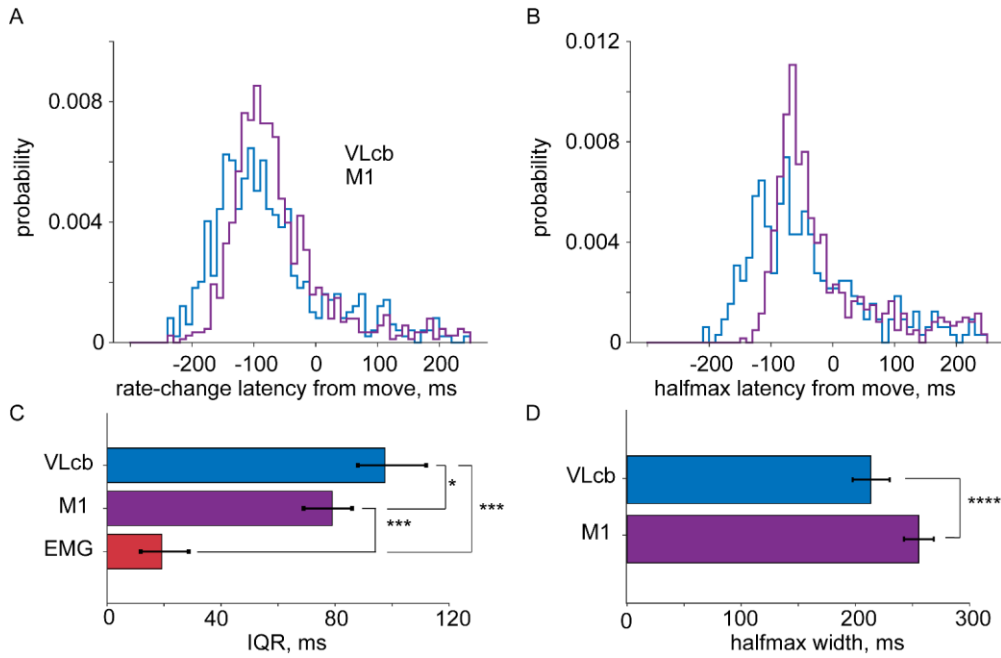 A
B
0.008
0.004
0
probability
VLcb
M1
-200 -100 0 100 200
rate-change latency from move, ms
0.012
0.008
0.004
0
probability
-200 -100 0 100 200
halfmax latency from move, ms
C
VLcb
M1
EMG
*
***
***
0 40 80 120
IQR, ms
D
VLcb
M1
****
0 100 200 300
halfmax width, ms